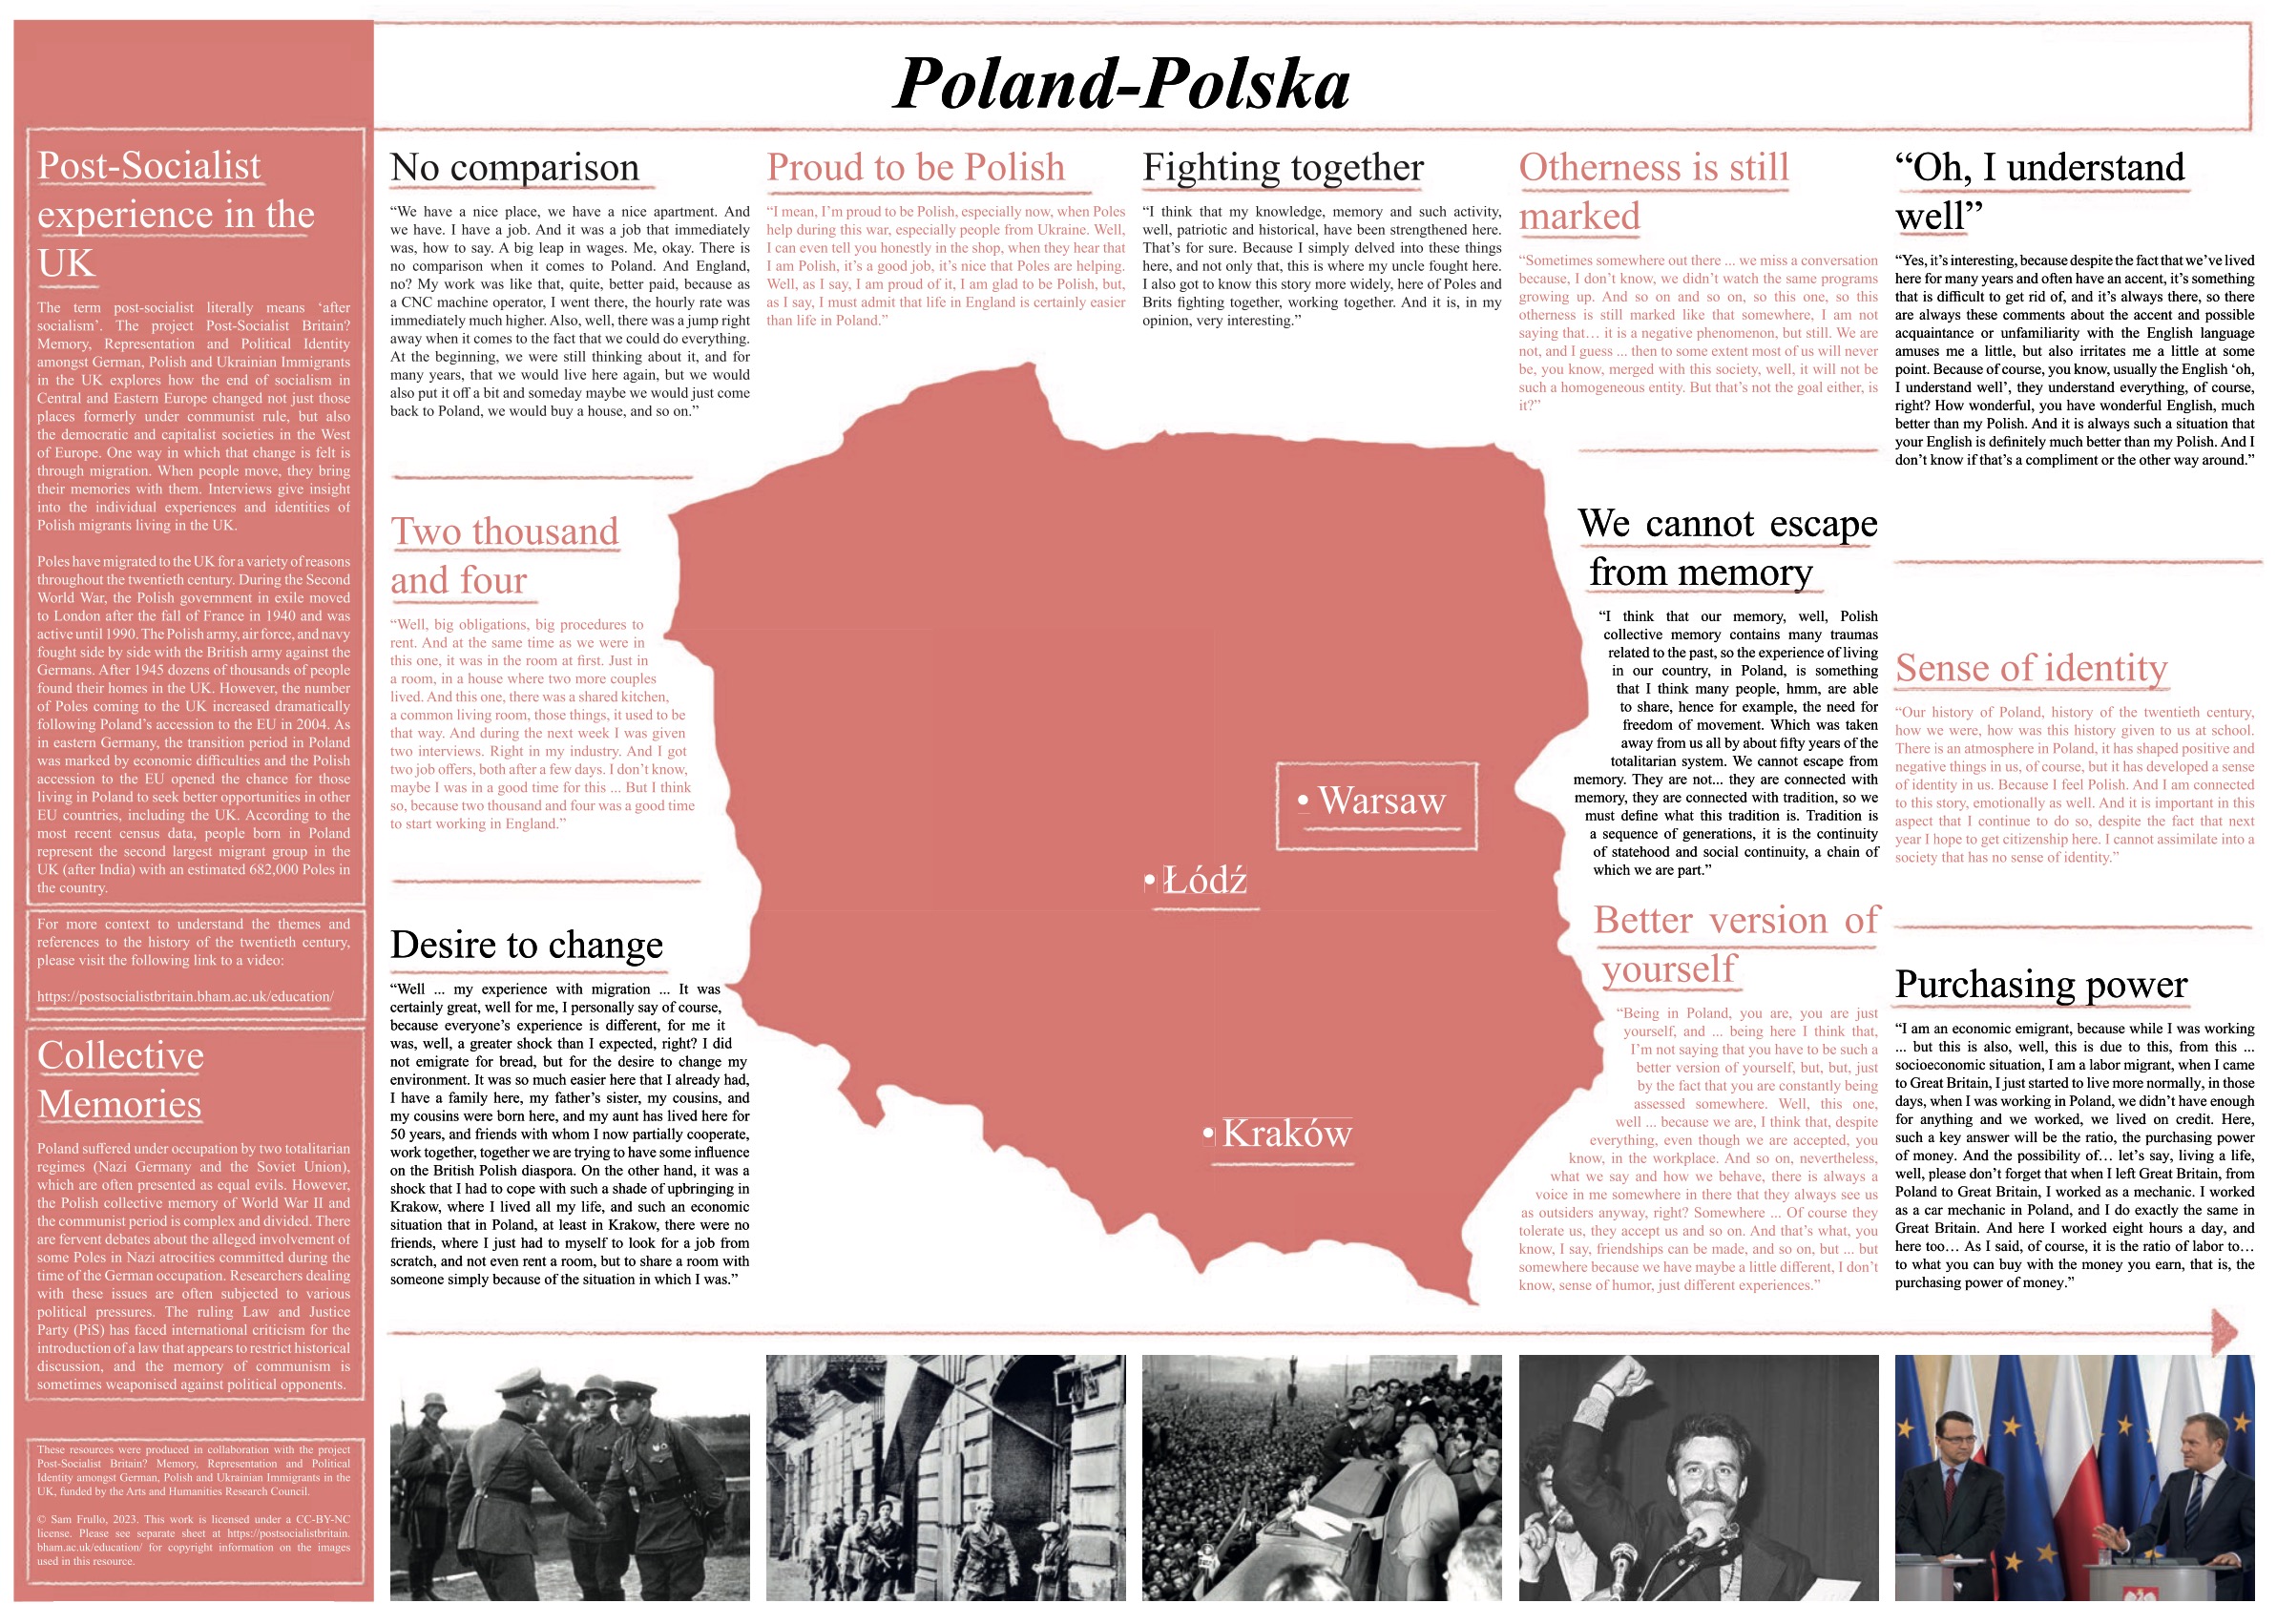 Poland-Polska
Post-Socialist
experience in the
UK
The term post-socialist literally means ‘after
socialism’. The project Post-Socialist Britain?
Memory, Representation and Political Identity
amongst German, Polish and Ukrainian Immigrants
in the UK explores how the end of socialism in
Central and Eastern Europe changed not just those
places formerly under communist rule, but also
the democratic and capitalist societies in the West
of Europe. One way in which that change is felt is
through migration. When people move, they bring
their memories with them. Interviews give insight
into the individual experiences and identities of
Polish migrants living in the UK.
Poles have migrated to the UK for a variety of reasons
throughout the twentieth century. During the Second
World War, the Polish government in exile moved
to London after the fall of France in 1940 and was
active until 1990. The Polish army, air force, and navy
fought side by side with the British army against the
Germans. After 1945 dozens of thousands of people
found their homes in the UK. However, the number
of Poles coming to the UK increased dramatically
following Poland’s accession to the EU in 2004. As
in eastern Germany, the transition period in Poland
was marked by economic difficulties and the Polish
accession to the EU opened the chance for those
living in Poland to seek better opportunities in other
EU countries, including the UK. According to the
most recent census data, people born in Poland
represent the second largest migrant group in the
UK (after India) with an estimated 682,000 Poles in
the country.
For more context to understand the themes and
references to the history of the twentieth century,
please visit the following link to a video:
https://postsocialistbritain.bham.ac.uk/education/
Collective
Memories
Poland suffered under occupation by two totalitarian
regimes (Nazi Germany and the Soviet Union),
which are often presented as equal evils. However,
the Polish collective memory of World War II and
the communist period is complex and divided. There
are fervent debates about the alleged involvement of
some Poles in Nazi atrocities committed during the
time of the German occupation. Researchers dealing
with these issues are often subjected to various
political pressures. The ruling Law and Justice
Party (PiS) has faced international criticism for the
introduction of a law that appears to restrict historical
discussion, and the memory of communism is
sometimes weaponised against political opponents.
These resources were produced in collaboration with the project
Post-Socialist Britain? Memory, Representation and Political
Identity amongst German, Polish and Ukrainian Immigrants in the
UK, funded by the Arts and Humanities Research Council.
© Sam Frullo, 2023. This work is licensed under a CC-BY-NC
license. Please see separate sheet at https://postsocialistbritain.
bham.ac.uk/education/ for copyright information on the images
used in this resource.
No comparison
“We have a nice place, we have a nice apartment. And
we have. I have a job. And it was a job that immediately
was, how to say. A big leap in wages. Me, okay. There is
no comparison when it comes to Poland. And England,
no? My work was like that, quite, better paid, because as
a CNC machine operator, I went there, the hourly rate was
immediately much higher. Also, well, there was a jump right
away when it comes to the fact that we could do everything.
At the beginning, we were still thinking about it, and for
many years, that we would live here again, but we would
also put it off a bit and someday maybe we would just come
back to Poland, we would buy a house, and so on.”
Two thousand
and four
“Well, big obligations, big procedures to
rent. And at the same time as we were in
this one, it was in the room at first. Just in
a room, in a house where two more couples
lived. And this one, there was a shared kitchen,
a common living room, those things, it used to be
that way. And during the next week I was given
two interviews. Right in my industry. And I got
two job offers, both after a few days. I don’t know,
maybe I was in a good time for this ... But I think
so, because two thousand and four was a good time
to start working in England.”
Desire to change
“Well ... my experience with migration ... It was
certainly great, well for me, I personally say of course,
because everyone’s experience is different, for me it
was, well, a greater shock than I expected, right? I did
not emigrate for bread, but for the desire to change my
environment. It was so much easier here that I already had,
I have a family here, my father’s sister, my cousins, and
my cousins were born here, and my aunt has lived here for
50 years, and friends with whom I now partially cooperate,
work together, together we are trying to have some influence
on the British Polish diaspora. On the other hand, it was a
shock that I had to cope with such a shade of upbringing in
Krakow, where I lived all my life, and such an economic
situation that in Poland, at least in Krakow, there were no
friends, where I just had to myself to look for a job from
scratch, and not even rent a room, but to share a room with
someone simply because of the situation in which I was.”
Proud to be Polish
“I mean, I’m proud to be Polish, especially now, when Poles
help during this war, especially people from Ukraine. Well,
I can even tell you honestly in the shop, when they hear that
I am Polish, it’s a good job, it’s nice that Poles are helping.
Well, as I say, I am proud of it, I am glad to be Polish, but,
as I say, I must admit that life in England is certainly easier
than life in Poland.”
Fighting together
“I think that my knowledge, memory and such activity,
well, patriotic and historical, have been strengthened here.
That’s for sure. Because I simply delved into these things
here, and not only that, this is where my uncle fought here.
I also got to know this story more widely, here of Poles and
Brits fighting together, working together. And it is, in my
opinion, very interesting.”
• Warsaw
• Łódź
• Kraków
Otherness is still
marked
“Sometimes somewhere out there ... we miss a conversation
because, I don’t know, we didn’t watch the same programs
growing up. And so on and so on, so this one, so this
otherness is still marked like that somewhere, I am not
saying that… it is a negative phenomenon, but still. We are
not, and I guess ... then to some extent most of us will never
be, you know, merged with this society, well, it will not be
such a homogeneous entity. But that’s not the goal either, is
it?”
We cannot escape
from memory
“I think that our memory, well, Polish
collective memory contains many traumas
related to the past, so the experience of living
in our country, in Poland, is something
that I think many people, hmm, are able
to share, hence for example, the need for
freedom of movement. Which was taken
away from us all by about fifty years of the
totalitarian system. We cannot escape from
memory. They are not... they are connected with
memory, they are connected with tradition, so we
must define what this tradition is. Tradition is
a sequence of generations, it is the continuity
of statehood and social continuity, a chain of
which we are part.”
Better version of
yourself
“Being in Poland, you are, you are just
yourself, and ... being here I think that,
I’m not saying that you have to be such a
better version of yourself, but, but, just
by the fact that you are constantly being
assessed somewhere. Well, this one,
well ... because we are, I think that, despite
everything, even though we are accepted, you
know, in the workplace. And so on, nevertheless,
what we say and how we behave, there is always a
voice in me somewhere in there that they always see us
as outsiders anyway, right? Somewhere ... Of course they
tolerate us, they accept us and so on. And that’s what, you
know, I say, friendships can be made, and so on, but ... but
somewhere because we have maybe a little different, I don’t
know, sense of humor, just different experiences.”
“Oh, I understand
well”
“Yes, it’s interesting, because despite the fact that we’ve lived
here for many years and often have an accent, it’s something
that is difficult to get rid of, and it’s always there, so there
are always these comments about the accent and possible
acquaintance or unfamiliarity with the English language
amuses me a little, but also irritates me a little at some
point. Because of course, you know, usually the English ‘oh,
I understand well’, they understand everything, of course,
right? How wonderful, you have wonderful English, much
better than my Polish. And it is always such a situation that
your English is definitely much better than my Polish. And I
don’t know if that’s a compliment or the other way around.”
Sense of identity
“Our history of Poland, history of the twentieth century,
how we were, how was this history given to us at school.
There is an atmosphere in Poland, it has shaped positive and
negative things in us, of course, but it has developed a sense
of identity in us. Because I feel Polish. And I am connected
to this story, emotionally as well. And it is important in this
aspect that I continue to do so, despite the fact that next
year I hope to get citizenship here. I cannot assimilate into a
society that has no sense of identity.”
Purchasing power
“I am an economic emigrant, because while I was working
... but this is also, well, this is due to this, from this ...
socioeconomic situation, I am a labor migrant, when I came
to Great Britain, I just started to live more normally, in those
days, when I was working in Poland, we didn’t have enough
for anything and we worked, we lived on credit. Here,
such a key answer will be the ratio, the purchasing power
of money. And the possibility of… let’s say, living a life,
well, please don’t forget that when I left Great Britain, from
Poland to Great Britain, I worked as a mechanic. I worked
as a car mechanic in Poland, and I do exactly the same in
Great Britain. And here I worked eight hours a day, and
here too… As I said, of course, it is the ratio of labor to…
to what you can buy with the money you earn, that is, the
purchasing power of money.”